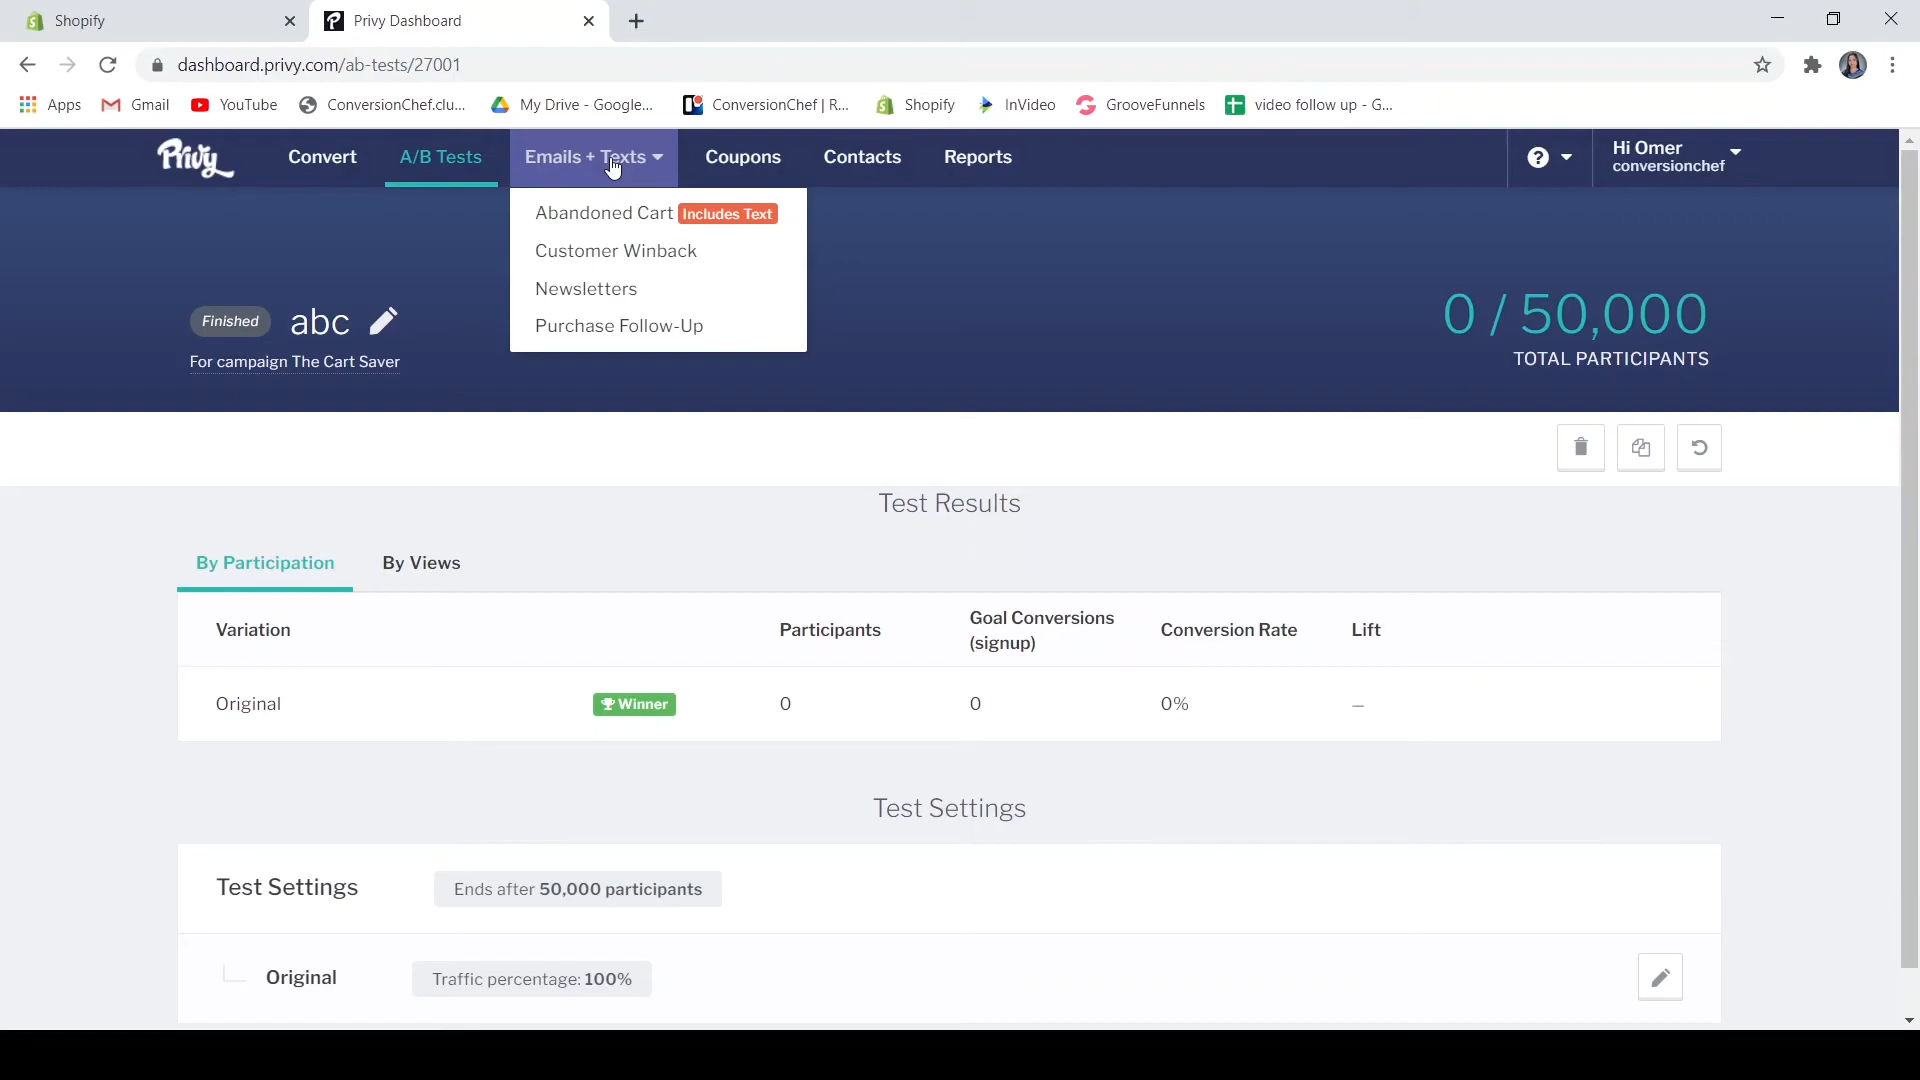 Shopify
Privy Dashboard
dashboard.privy.com/ab-tests/27001
Apps
Gmail
YouTube
ConversionChef.clu...
My Drive - Google...
ConversionChef | R...
Shopify
InVideo
GrooveFunnels
video follow up - G...
Privy
Convert
A/B Tests
Emails + Texts
Coupons
Contacts
Reports
?
Hi Omer
conversionchef
Abandoned Cart Includes Text
Customer Winback
Newsletters
Purchase Follow-Up
Finished
abc
For campaign The Cart Saver
0 / 50,000
TOTAL PARTICIPANTS
Test Results
By Participation
By Views
Variation
Participants
Goal Conversions
(signup)
Conversion Rate
Lift
Original
Winner
0
0
0%
–
Test Settings
Test Settings
Ends after 50,000 participants
Original
Traffic percentage: 100%